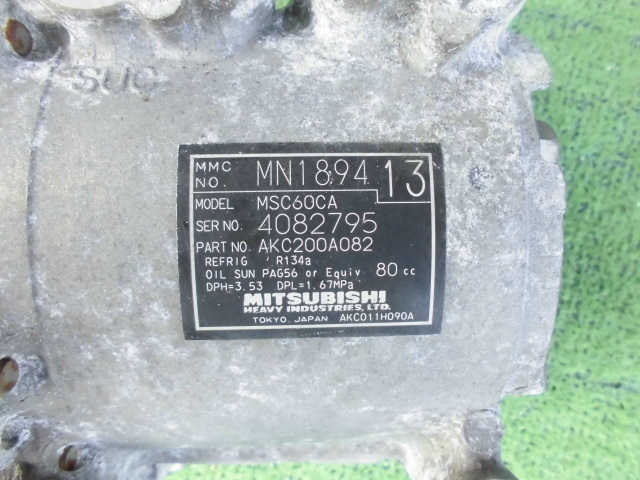 SUC
MMC NO. MN189413
MODEL MSC60CA
SER NO. 4082795
PART NO. AKC200A082
REFRIG R134a
OIL SUN PAG56 or Equiv 80 cc
DPH=3.53 DPL=1.67MPa
MITSUBISHI
HEAVY INDUSTRIES, LTD.
TOKYO. JAPAN AKC011H090A